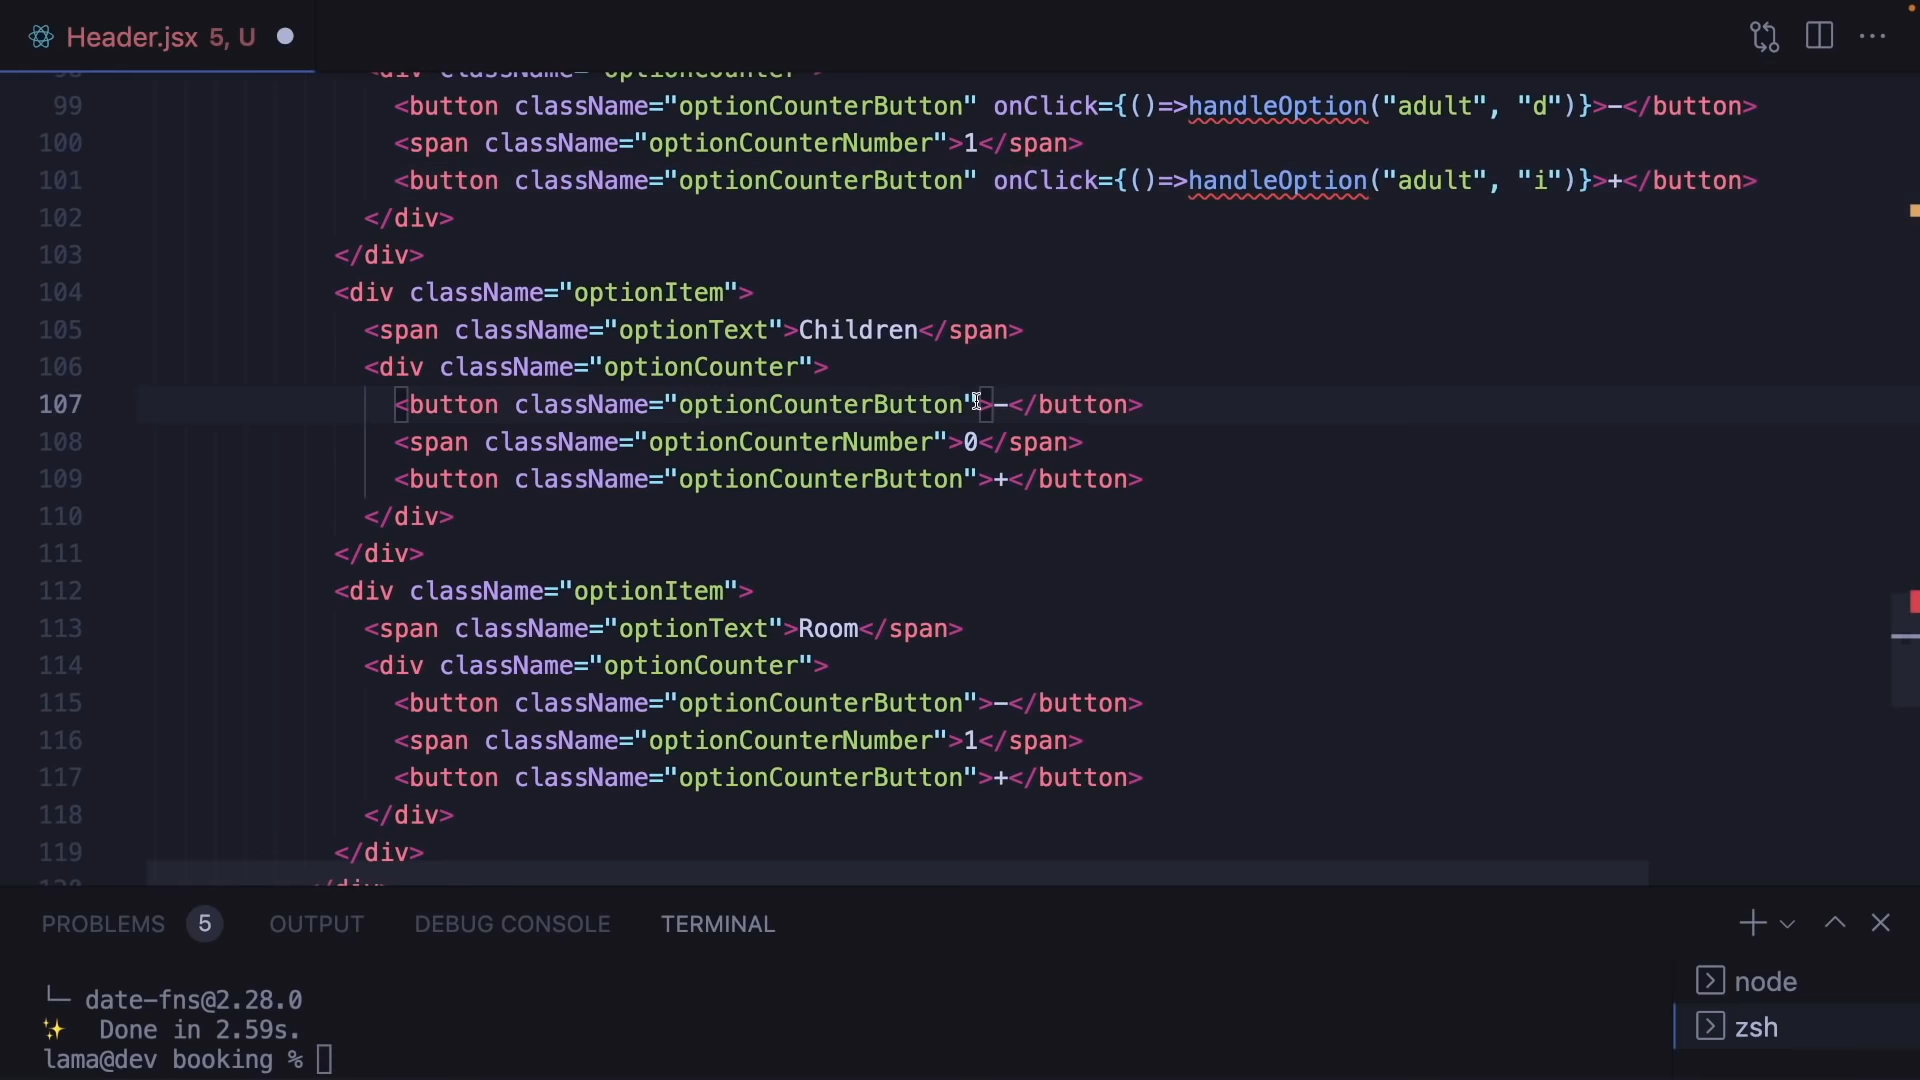 Header.jsx 5, U
99 <button className="optionCounterButton" onClick={()=>handleOption("adult", "d")}>-</button>
100 <span className="optionCounterNumber">1</span>
101 <button className="optionCounterButton" onClick={()=>handleOption("adult", "i")}>+</button>
102 </div>
103 </div>
104 <div className="optionItem">
105 <span className="optionText">Children</span>
106 <div className="optionCounter">
107 <button className="optionCounterButton">-</button>
108 <span className="optionCounterNumber">0</span>
109 <button className="optionCounterButton">+</button>
110 </div>
111 </div>
112 <div className="optionItem">
113 <span className="optionText">Room</span>
114 <div className="optionCounter">
115 <button className="optionCounterButton">-</button>
116 <span className="optionCounterNumber">1</span>
117 <button className="optionCounterButton">+</button>
118 </div>
119 </div>
PROBLEMS 5 OUTPUT DEBUG CONSOLE TERMINAL
└─ date-fns@2.28.0
✨ Done in 2.59s.
lama@dev booking %
node
zsh